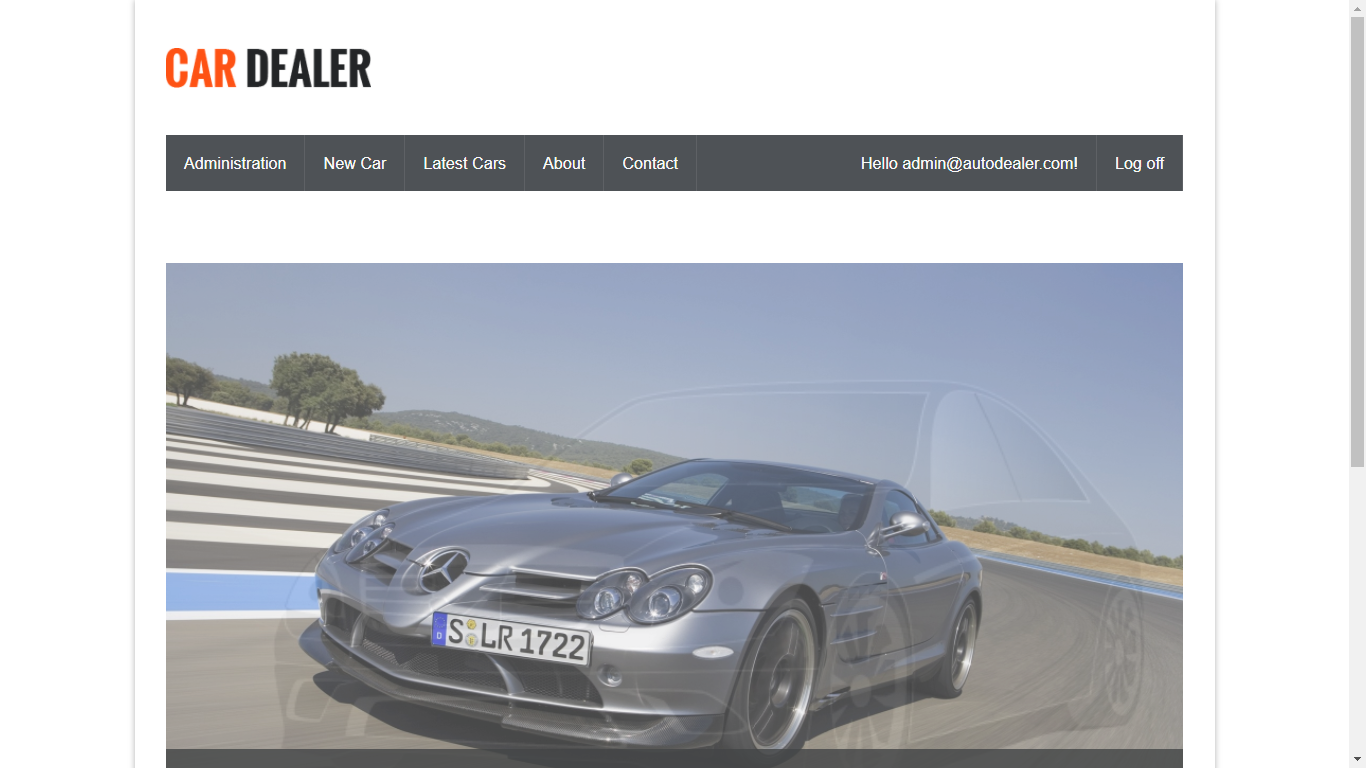 CAR DEALER
Administration New Car Latest Cars About Contact Hello admin@autodealer.com! Log off
S LR 1722
D